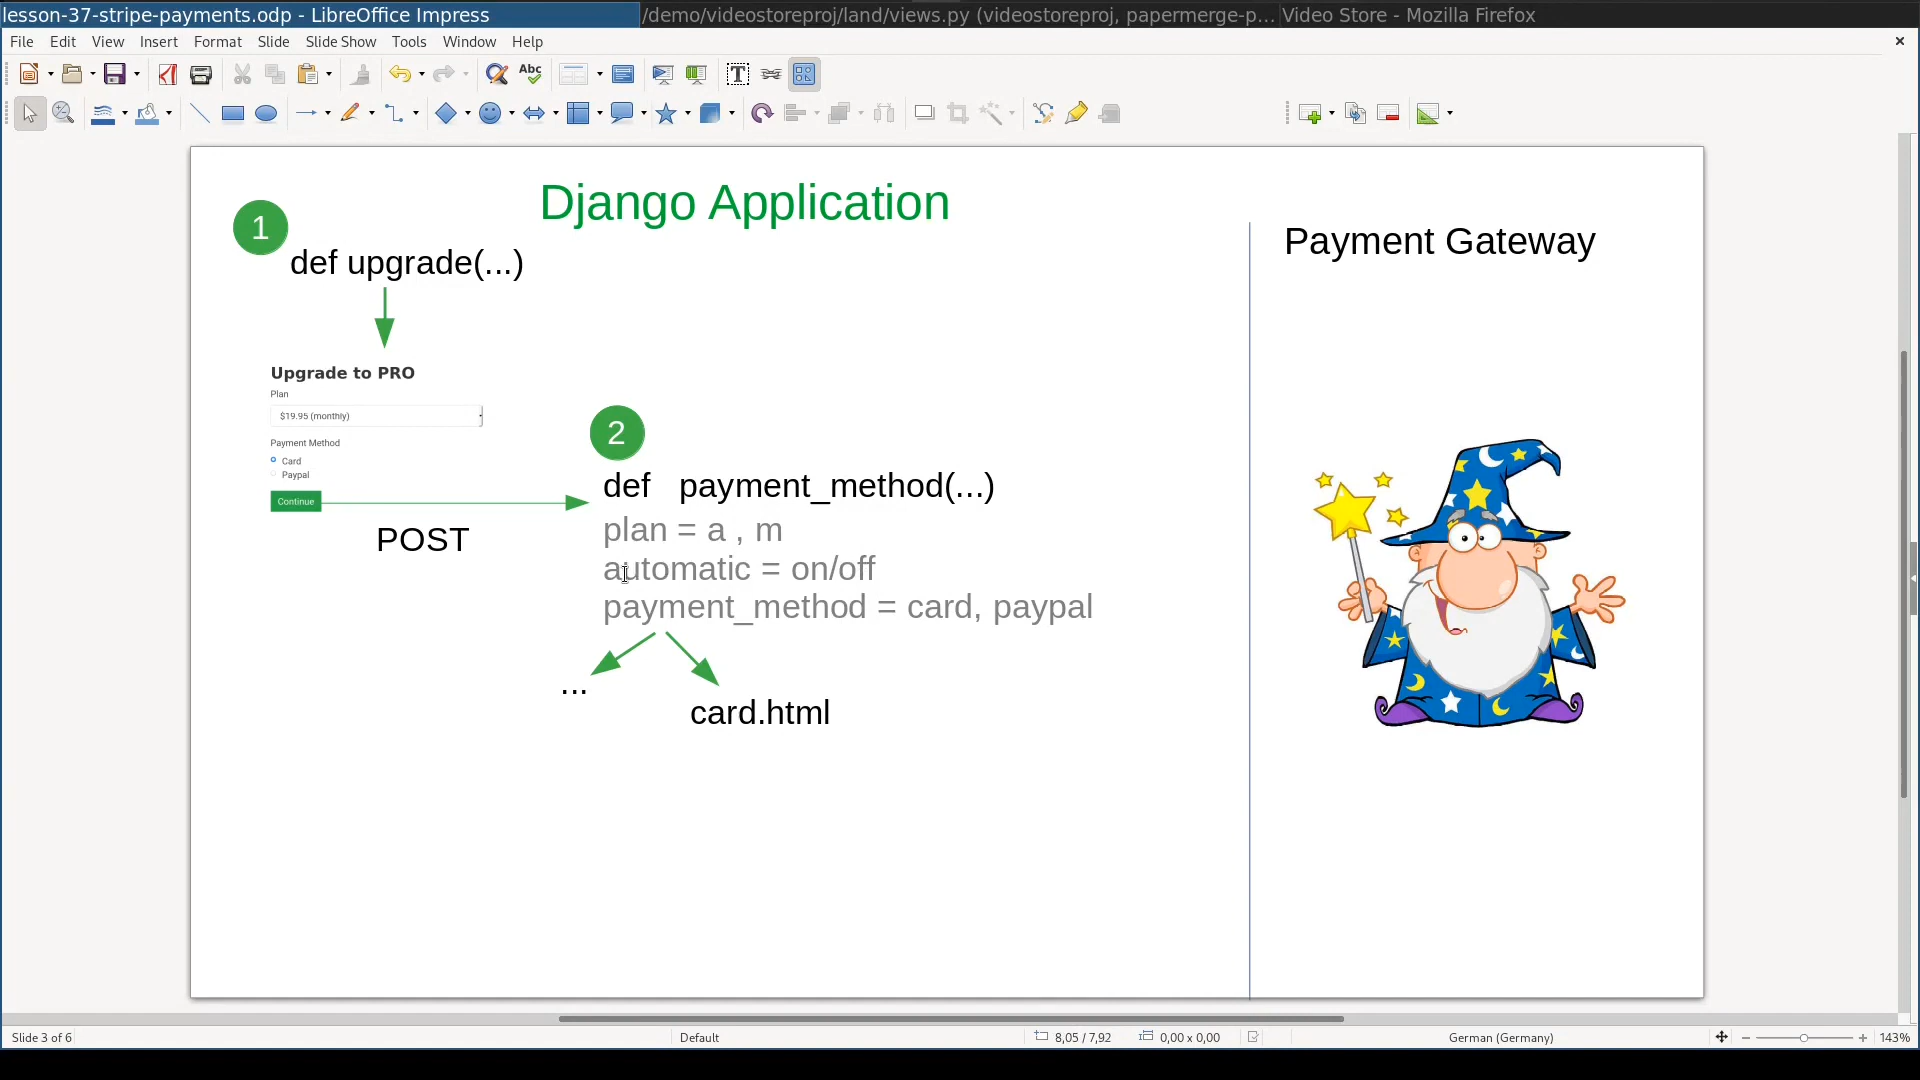 lesson-37-stripe-payments.odp - LibreOffice Impress
/demo/videostoreproj/land/views.py (videostoreproj, papermerge-p...
Video Store - Mozilla Firefox
File Edit View Insert Format Slide Slide Show Tools Window Help
Abc
T
Django Application
1
def upgrade(...)
Payment Gateway
Upgrade to PRO
Plan
$19.95 (monthly)
Payment Method
Card
Paypal
Continue
POST
2
def payment_method(...)
plan = a , m
automatic = on/off
payment_method = card, paypal
...
card.html
Slide 3 of 6
Default
8,05 / 7,92
0,00 x 0,00
German (Germany)
143%